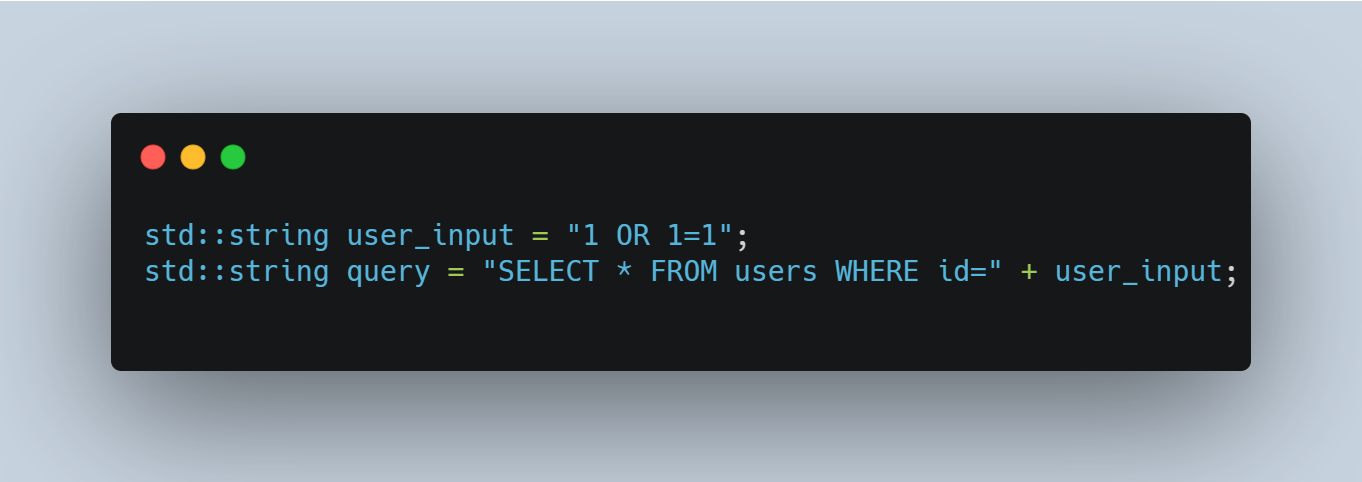 std::string user_input = "1 OR 1=1";
std::string query = "SELECT * FROM users WHERE id=" + user_input;